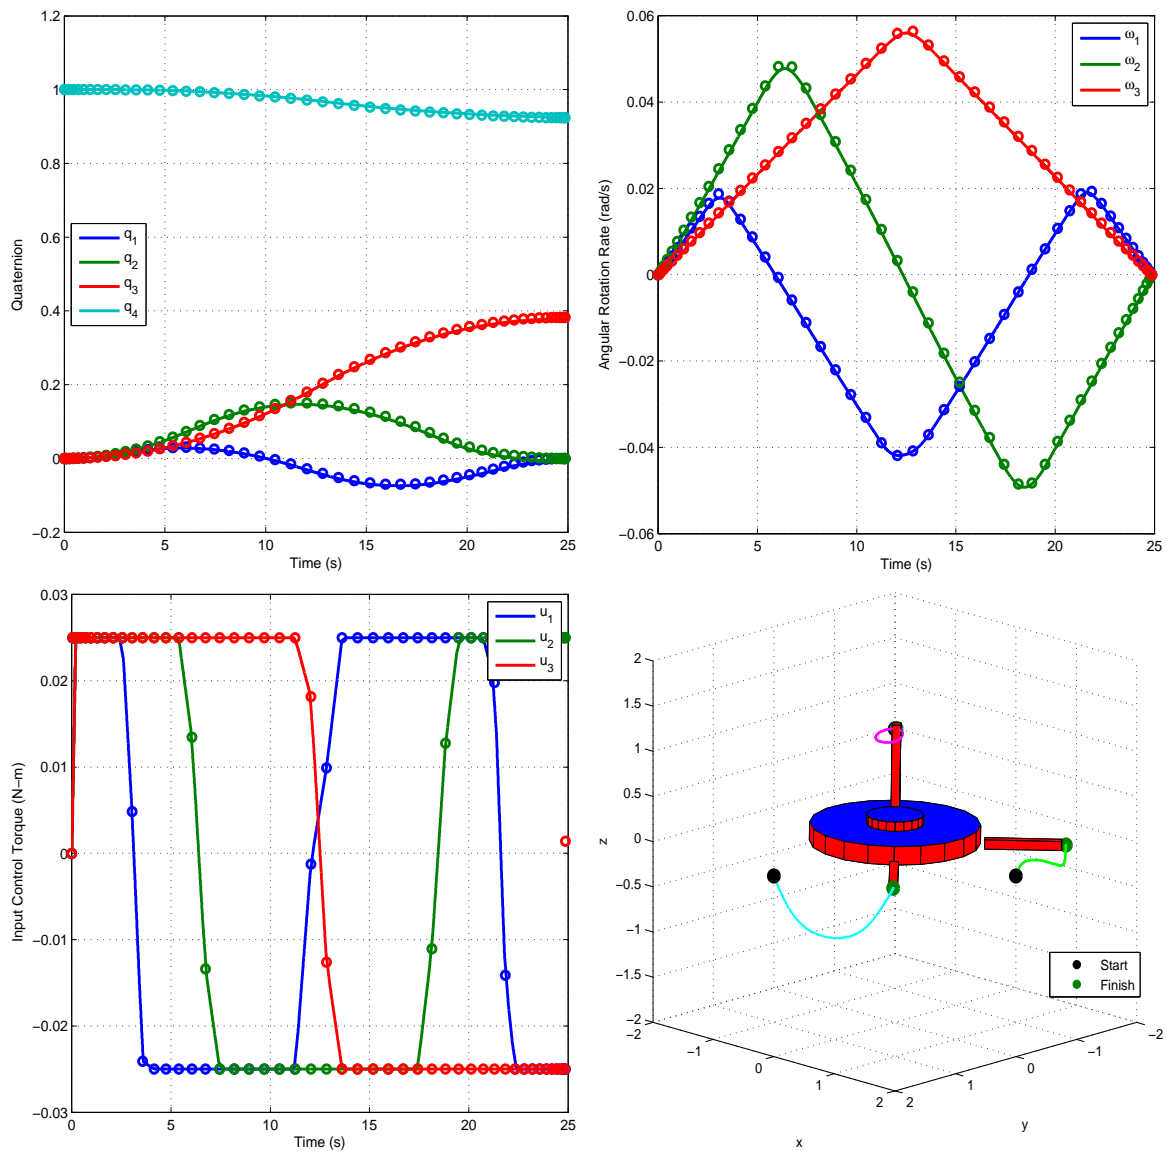 1.2
1
0.8
0.6
0.4
0.2
0
−0.2
Quaternion
q1
q2
q3
q4
0 5 10 15 20 25
Time (s)
0.06
0.04
0.02
0
−0.02
−0.04
−0.06
Angular Rotation Rate (rad/s)
ω1
ω2
ω3
0 5 10 15 20 25
Time (s)
0.03
0.02
0.01
0
−0.01
−0.02
−0.03
Input Control Torque (N−m)
u1
u2
u3
0 5 10 15 20 25
Time (s)
2
1.5
1
0.5
0
−0.5
−1
−1.5
−2
z
−2
−1
0
1
2
x
2
1
0
−1
−2
y
Start
Finish